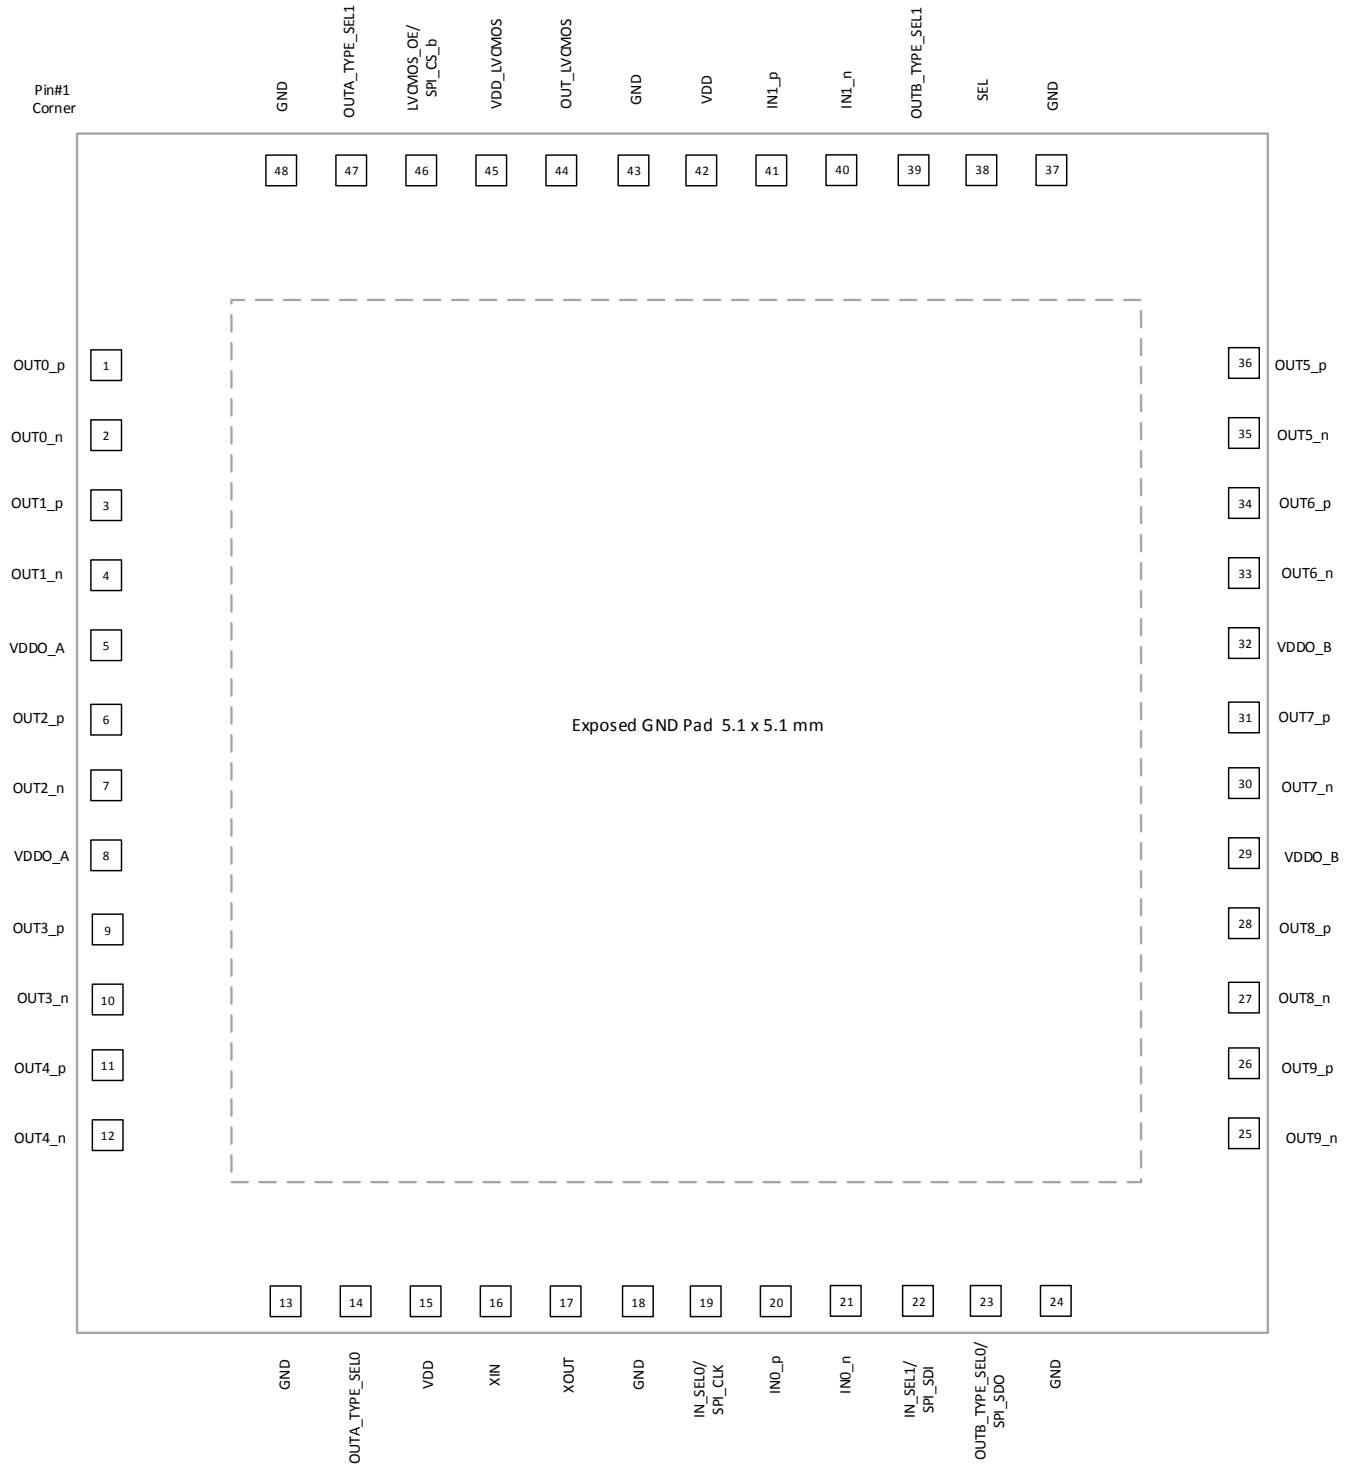 Pin#1
Corner
GND
OUTA_TYPE_SEL1
LVCMOS_OE/
SPI_CS_b
VDD_LVCMOS
OUT_LVCMOS
GND
VDD
IN1_p
IN1_n
OUTB_TYPE_SEL1
SEL
GND
48 47 46 45 44 43 42 41 40 39 38 37
OUT0_p 1 36 OUT5_p
OUT0_n 2 35 OUT5_n
OUT1_p 3 34 OUT6_p
OUT1_n 4 33 OUT6_n
VDDO_A 5 32 VDDO_B
OUT2_p 6 31 OUT7_p
Exposed GND Pad 5.1 x 5.1 mm
OUT2_n 7 30 OUT7_n
VDDO_A 8 29 VDDO_B
OUT3_p 9 28 OUT8_p
OUT3_n 10 27 OUT8_n
OUT4_p 11 26 OUT9_p
OUT4_n 12 25 OUT9_n
13 14 15 16 17 18 19 20 21 22 23 24
GND
OUTA_TYPE_SEL0
VDD
XIN
XOUT
GND
IN_SEL0/
SPI_CLK
IN0_p
IN0_n
IN_SEL1/
SPI_SDI
OUTB_TYPE_SEL0/
SPI_SDO
GND